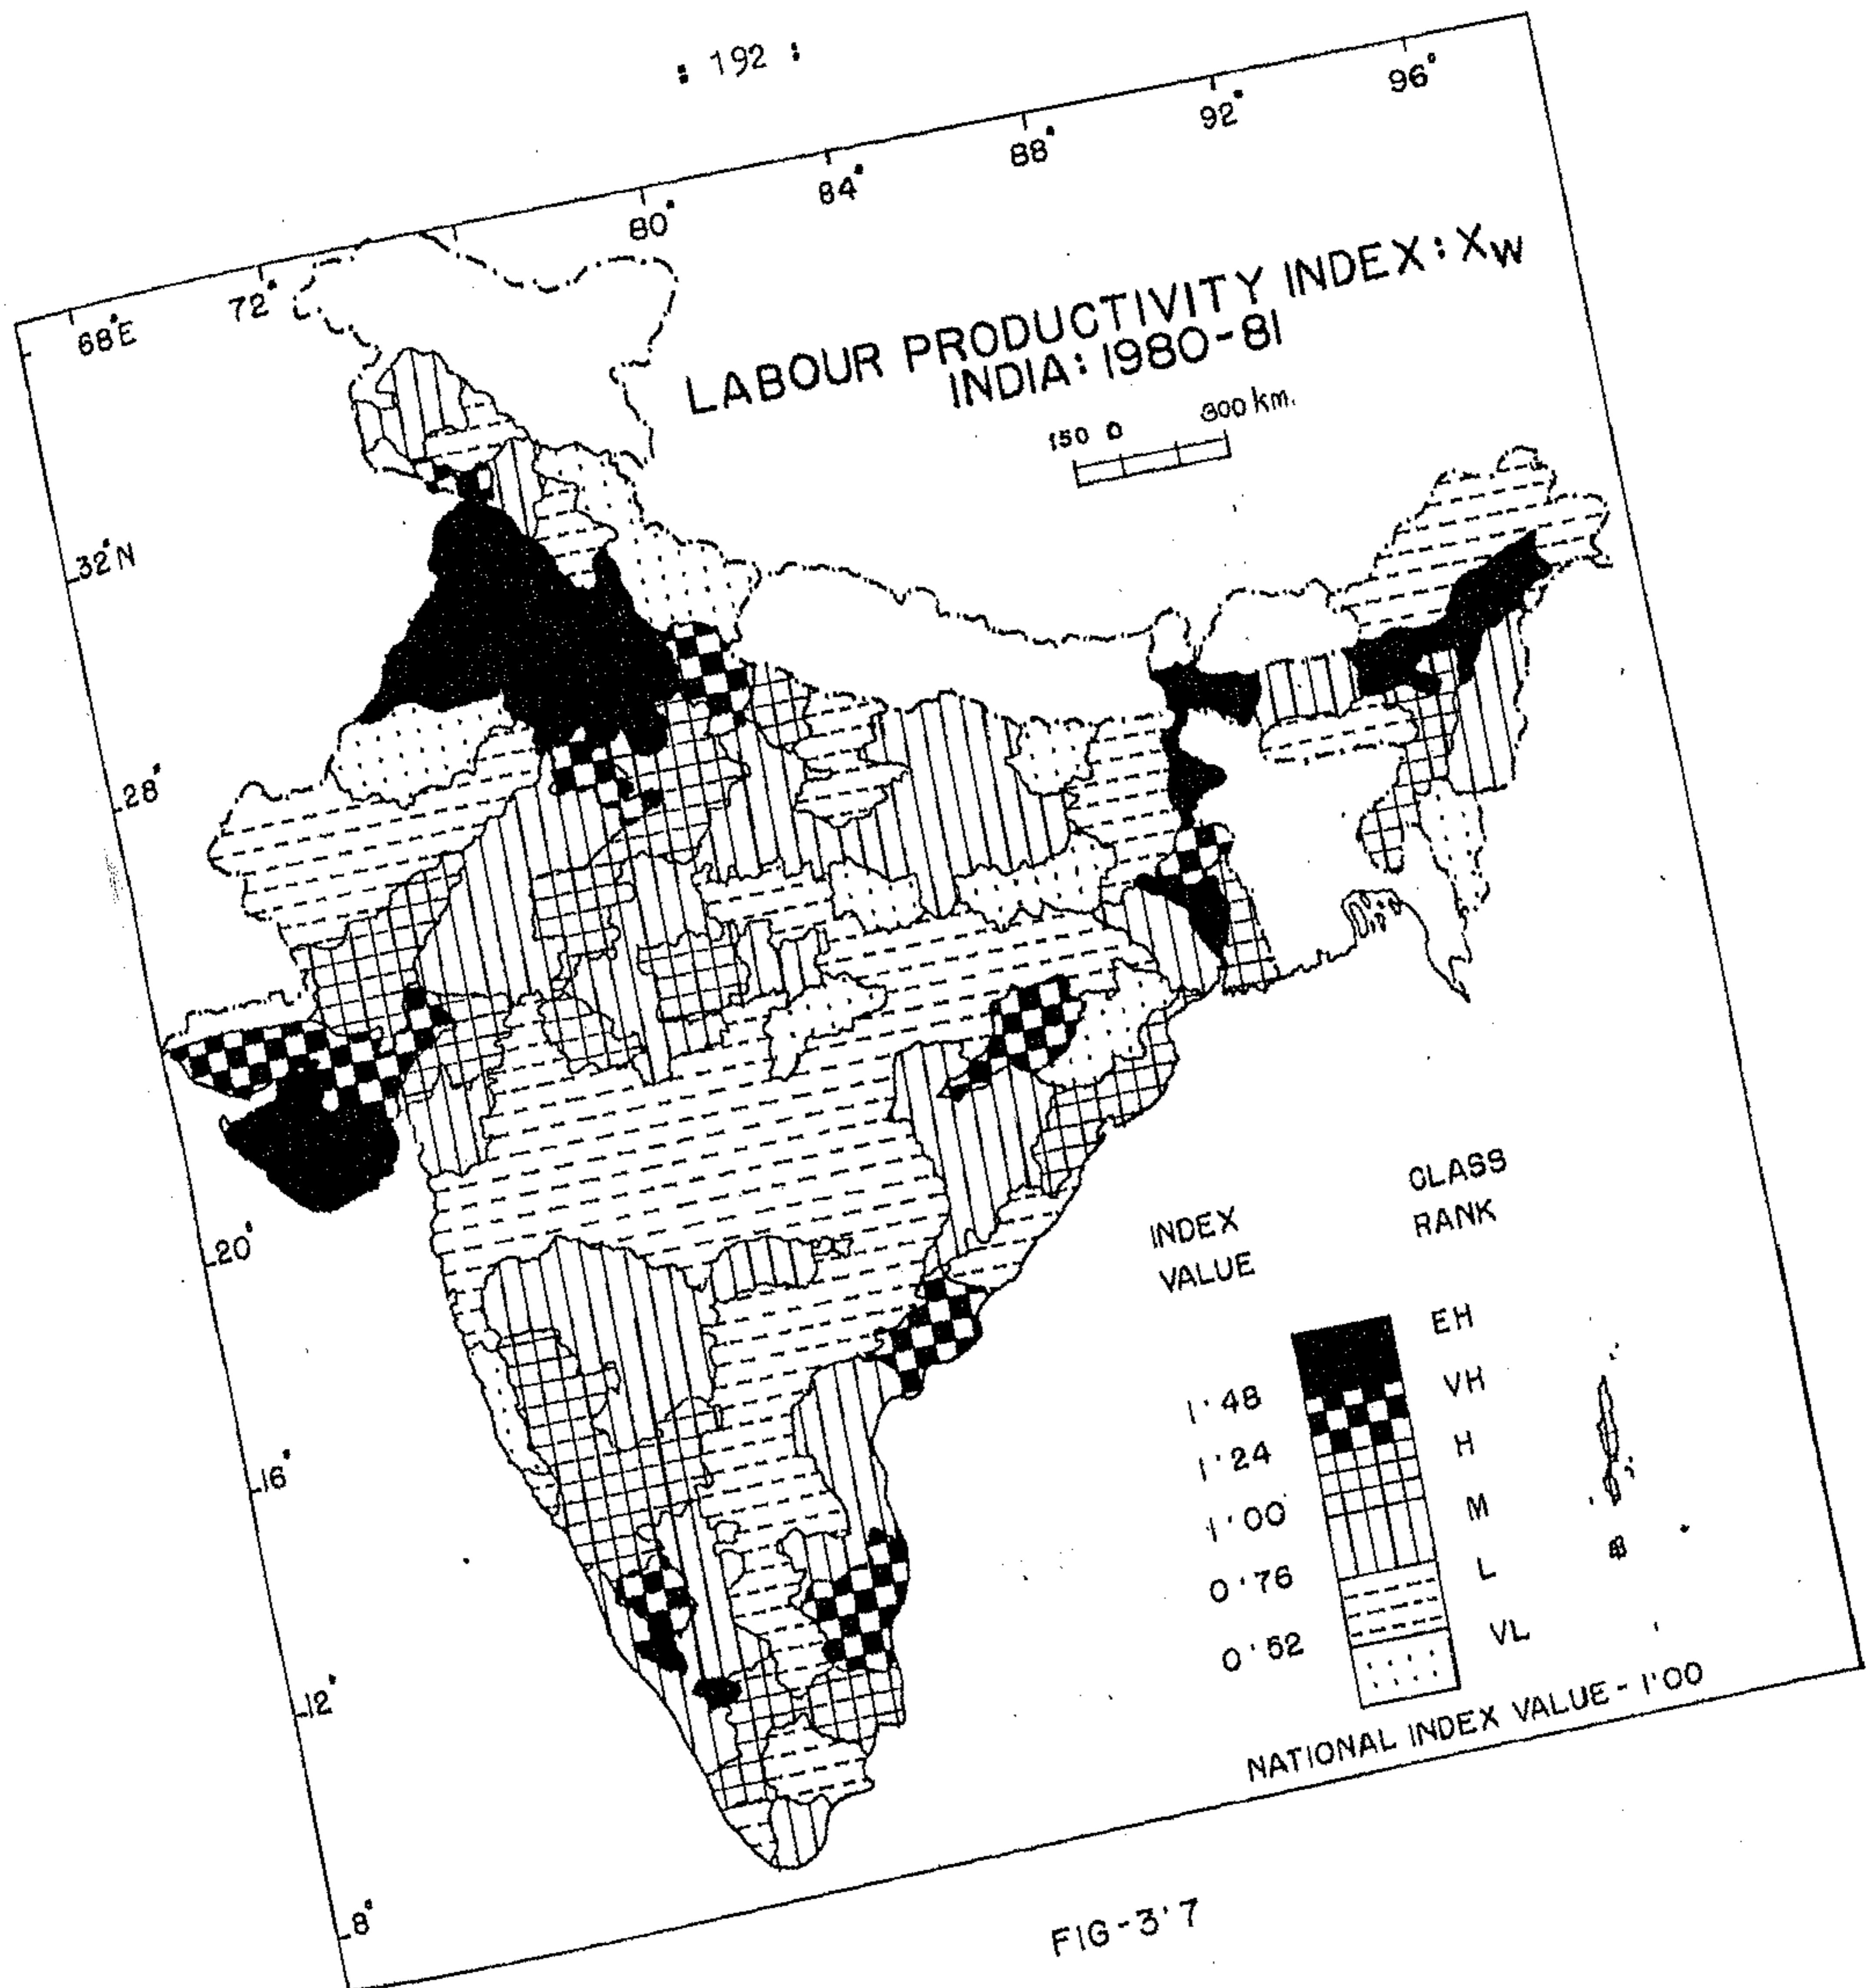 : 192 :
96°
92°
88°
84°
80°
72°
68°E
LABOUR PRODUCTIVITY INDEX: XW
INDIA: 1980-81
150 0 300 km.
32°N
28°
20°
16°
12°
8°
INDEX
VALUE
CLASS
RANK
EH
1·48
VH
1·24
H
1·00
M
0·76
L
0·52
VL
NATIONAL INDEX VALUE - 1·00
FIG-3·7